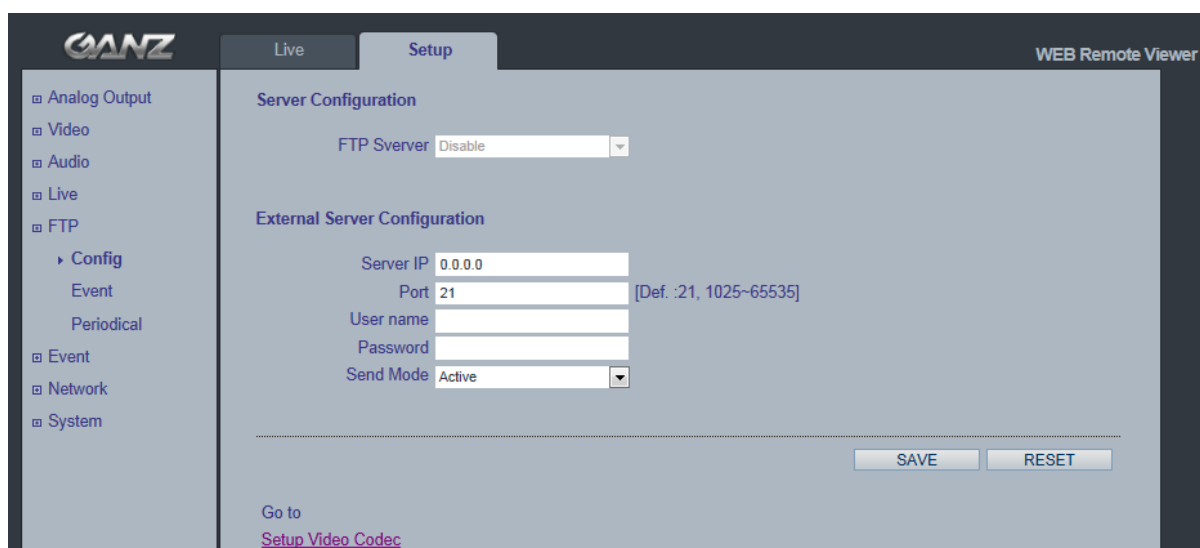 GANZ
Live
Setup
WEB Remote Viewer
Analog Output
Video
Audio
Live
FTP
Config
Event
Periodical
Event
Network
System
Server Configuration
FTP Sverver Disable
External Server Configuration
Server IP 0.0.0.0
Port 21 [Def. :21, 1025~65535]
User name
Password
Send Mode Active
SAVE
RESET
Go to
Setup Video Codec